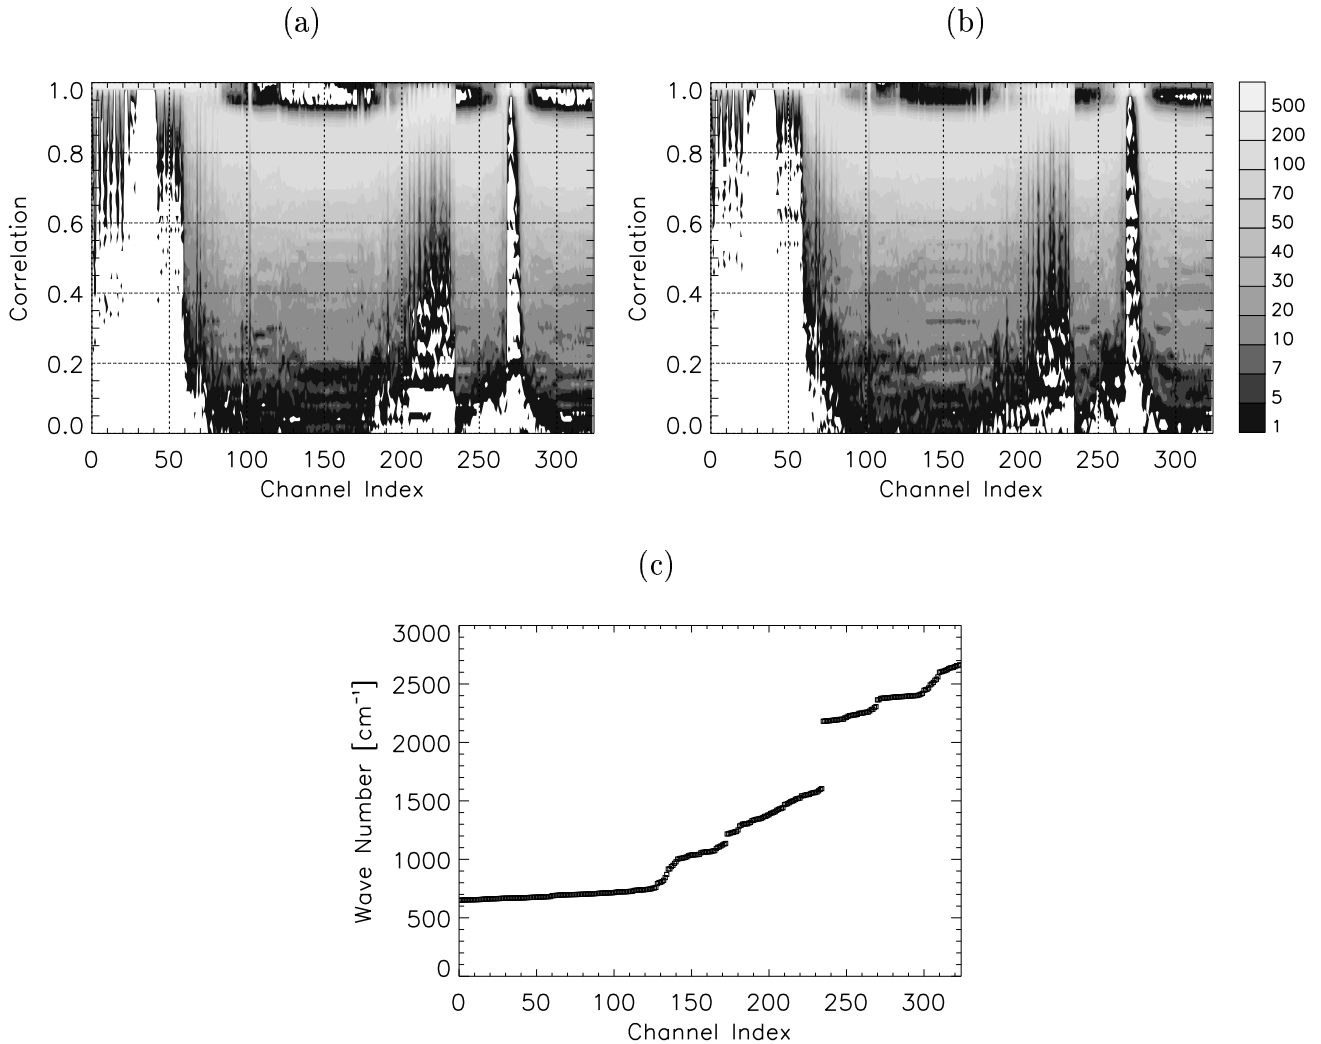 (a)
(b)
1.0
0.8
0.6
0.4
0.2
0.0
Correlation
0 50 100 150 200 250 300
Channel Index
1.0
0.8
0.6
0.4
0.2
0.0
Correlation
0 50 100 150 200 250 300
Channel Index
500
200
100
70
50
40
30
20
10
7
5
1
(c)
3000
2500
2000
1500
1000
500
0
Wave Number [cm⁻¹]
0 50 100 150 200 250 300
Channel Index